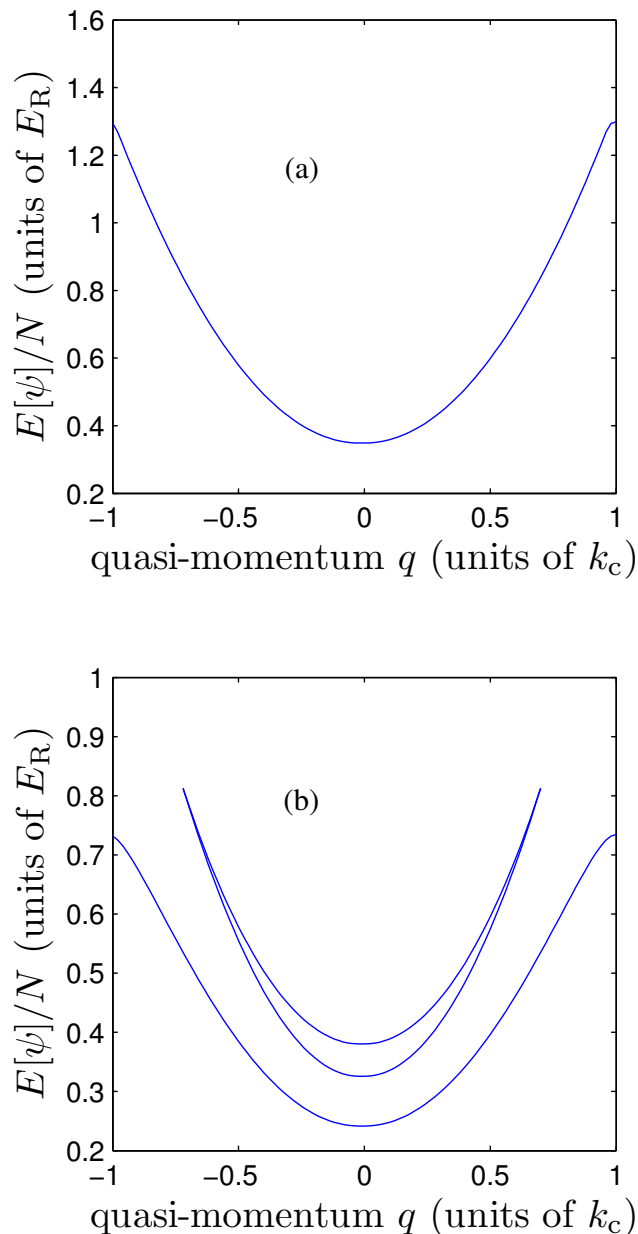 1.6
1.4
1.2
1
0.8
0.6
0.4
0.2
E[ψ]/N (units of E_R)
(a)
−1 −0.5 0 0.5 1
quasi-momentum q (units of k_c)
1
0.9
0.8
0.7
0.6
0.5
0.4
0.3
0.2
E[ψ]/N (units of E_R)
(b)
−1 −0.5 0 0.5 1
quasi-momentum q (units of k_c)